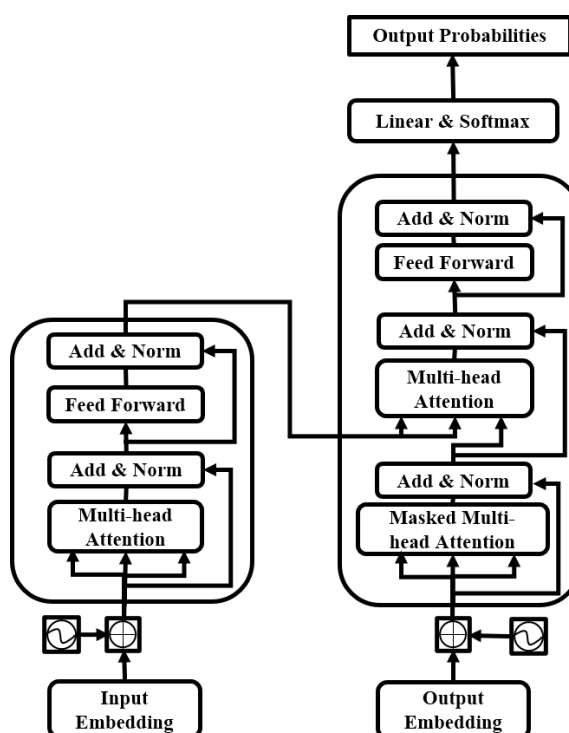 Output Probabilities
Linear & Softmax
Add & Norm
Feed Forward
Add & Norm
Multi-head
Attention
Add & Norm
Masked Multi-
head Attention
Output
Embedding
Add & Norm
Feed Forward
Add & Norm
Multi-head
Attention
Input
Embedding